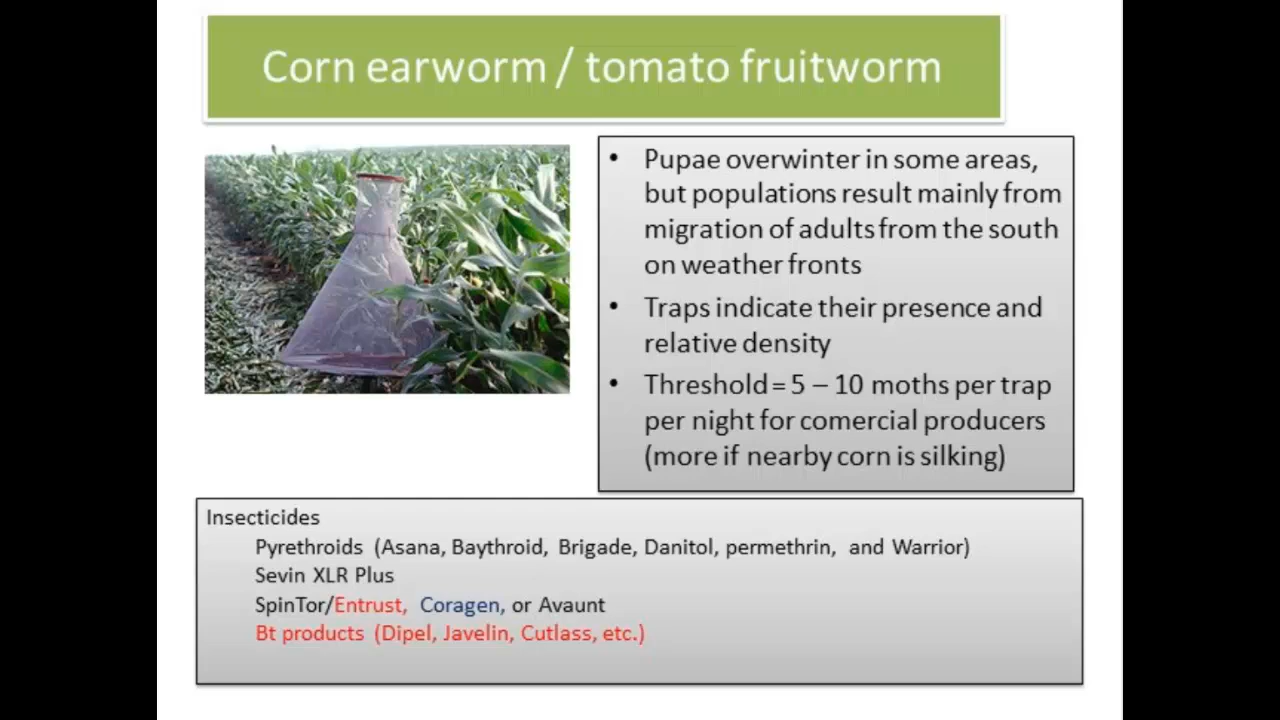 Corn earworm / tomato fruitworm
• Pupae overwinter in some areas,
but populations result mainly from
migration of adults from the south
on weather fronts
• Traps indicate their presence and
relative density
• Threshold = 5 – 10 moths per trap
per night for comercial producers
(more if nearby corn is silking)
Insecticides
Pyrethroids (Asana, Baythroid, Brigade, Danitol, permethrin, and Warrior)
Sevin XLR Plus
SpinTor/Entrust, Coragen, or Avaunt
Bt products (Dipel, Javelin, Cutlass, etc.)